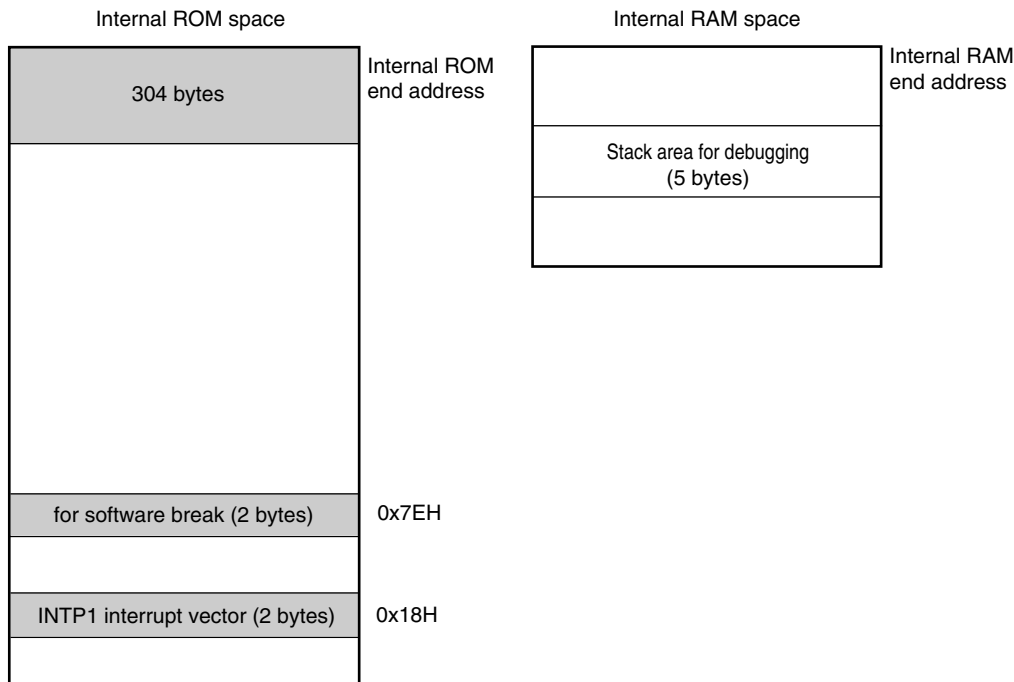 Internal ROM space
304 bytes
Internal ROM
end address
for software break (2 bytes)
0x7EH
INTP1 interrupt vector (2 bytes)
0x18H
Internal RAM space
Internal RAM
end address
Stack area for debugging
(5 bytes)